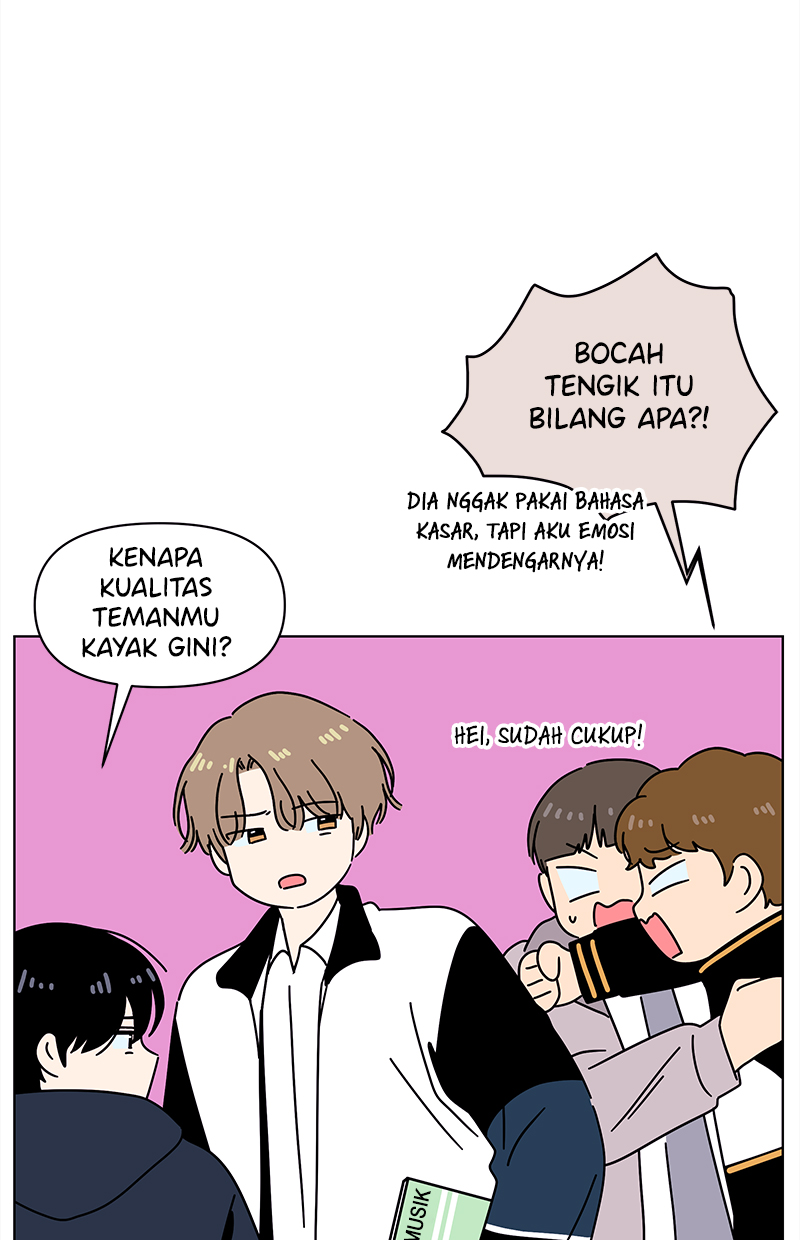 BOCAH
TENGIK ITU
BILANG APA?!
DIA NGGAK PAKAI BAHASA
KASAR, TAPI AKU EMOSI
MENDENGARNYA!
KENAPA
KUALITAS
TEMANMU
KAYAK GINI?
HEI, SUDAH CUKUP!
MUSIK